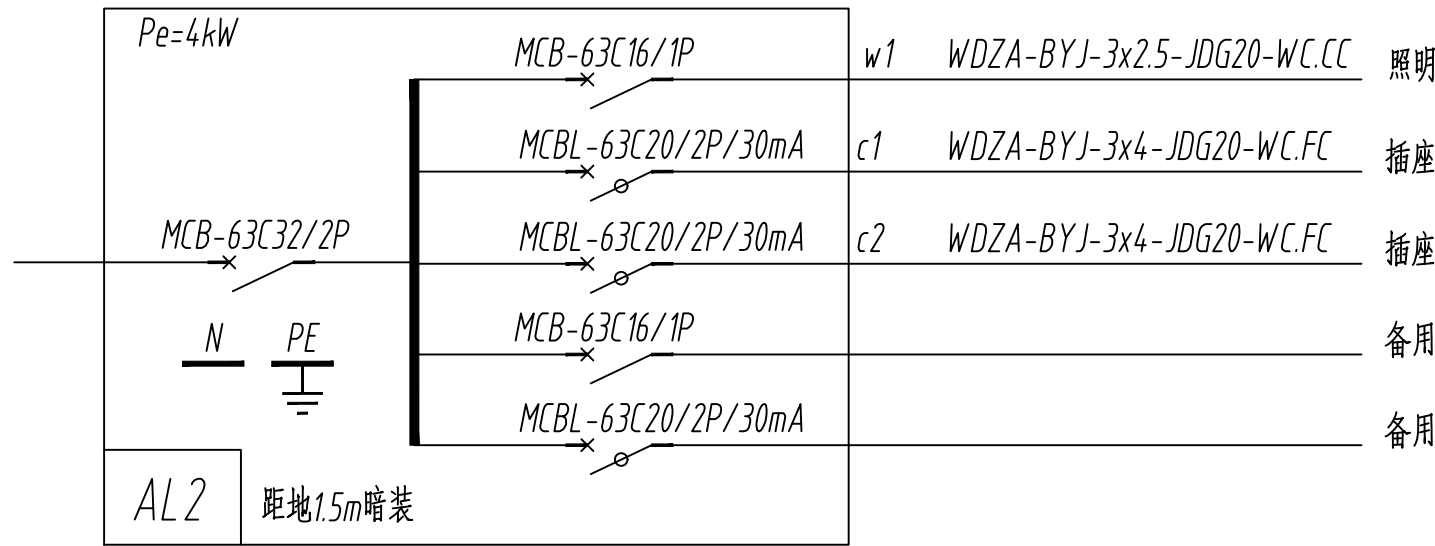 Pe=4kW
MCB-63C16/1P w1 WDZA-BYJ-3x2.5-JDG20-WC.CC 照明
MCBL-63C20/2P/30mA c1 WDZA-BYJ-3x4-JDG20-WC.FC 插座
MCB-63C32/2P
MCBL-63C20/2P/30mA c2 WDZA-BYJ-3x4-JDG20-WC.FC 插座
N PE
MCB-63C16/1P 备用
MCBL-63C20/2P/30mA 备用
AL2 距地1.5m暗装